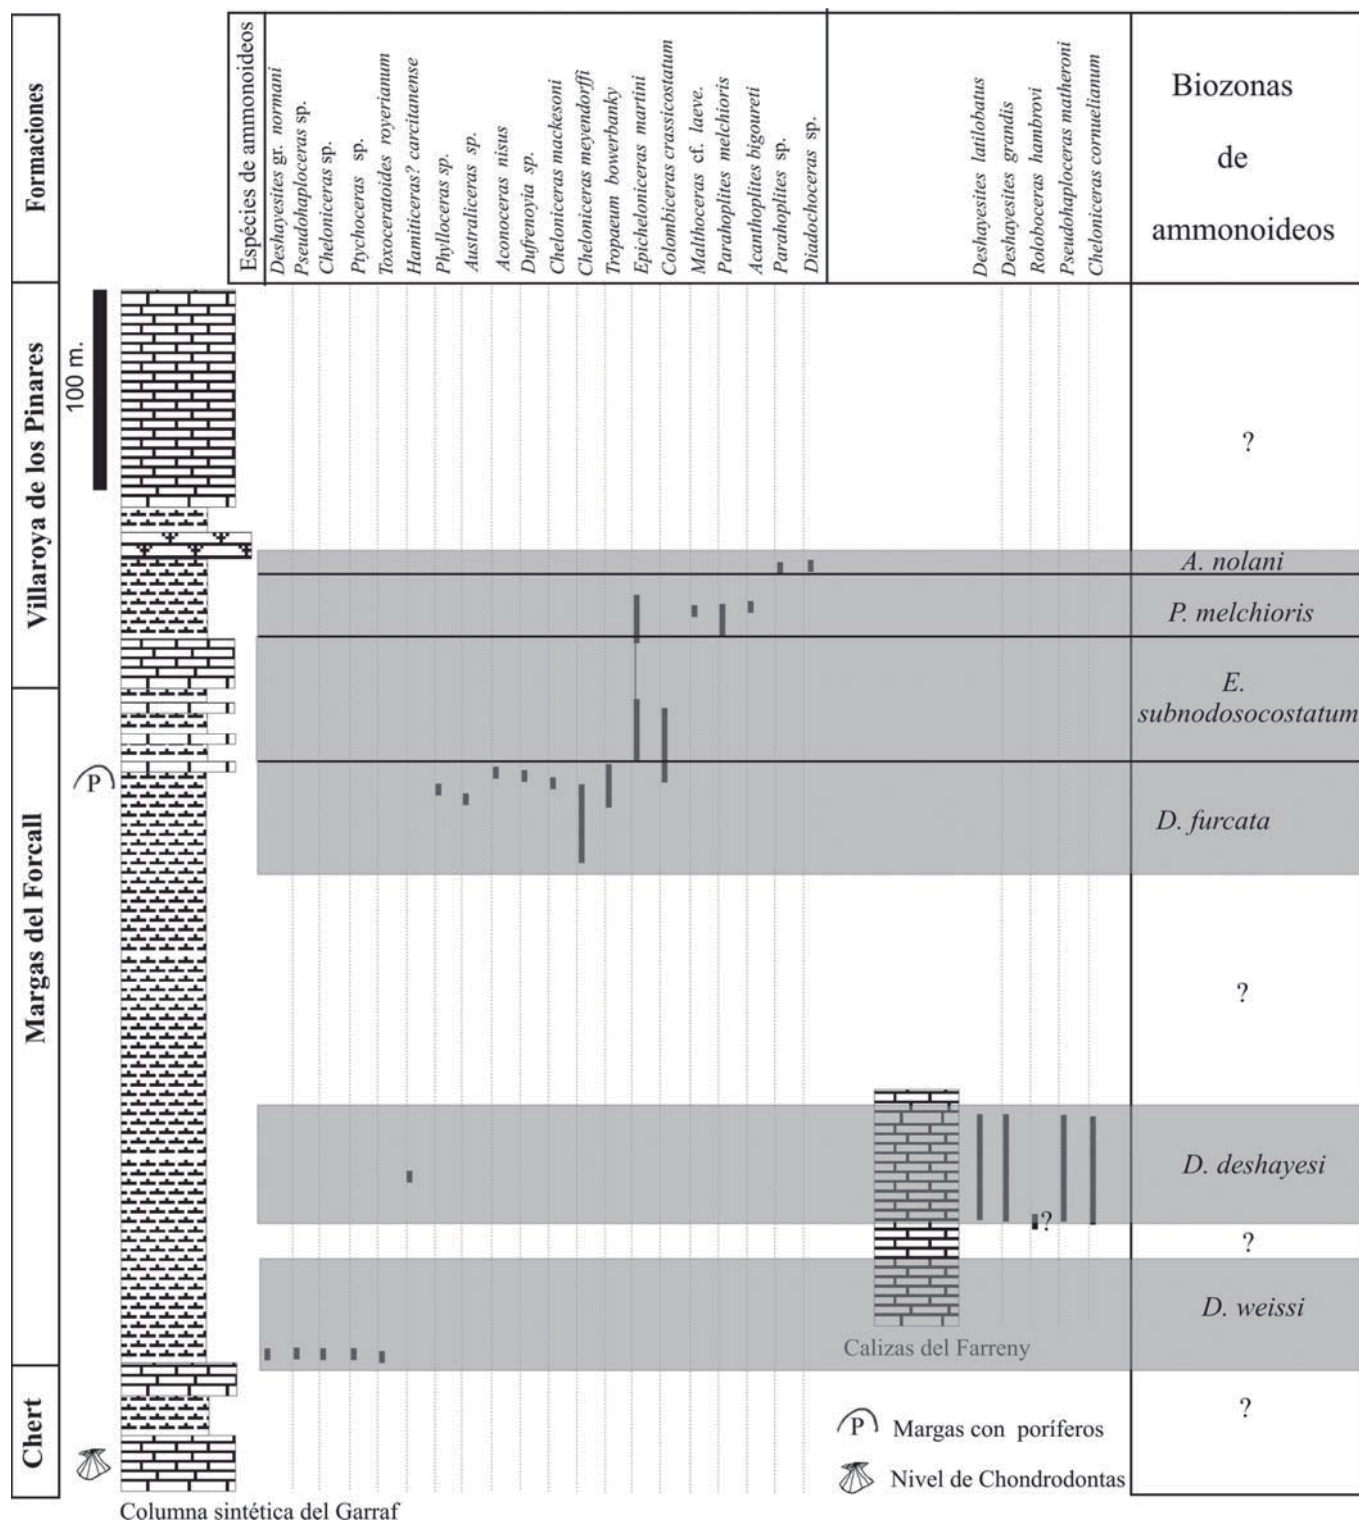 Formaciones
Espécies de ammonoideos
Deshayesites gr. normani
Pseudohaploceras sp.
Cheloniceras sp.
Ptychoceras sp.
Toxoceratoides royerianum
Hamiticeras? carcitanense
Phylloceras sp.
Australiceras sp.
Aconoceras nisus
Dufrenoyia sp.
Cheloniceras mackesoni
Cheloniceras meyendorffi
Tropaeum bowerbanky
Epicheloniceras martini
Colombiceras crassicostatum
Malthoceras cf. laeve.
Parahoplites melchioris
Acanthoplites bigoureti
Parahoplites sp.
Diadochoceras sp.
Deshayesites latilobatus
Deshayesites grandis
Roloboceras hambrovi
Pseudohaploceras matheroni
Cheloniceras cornuelianum
Biozonas
de
ammonoideos
Villaroya de los Pinares
100 m.
?
A. nolani
P. melchioris
E.
subnodosocostatum
Margas del Forcall
P
D. furcata
?
D. deshayesi
?
?
D. weissi
Calizas del Farreny
Chert
?
P Margas con poríferos
Nivel de Chondrodontas
Columna sintética del Garraf